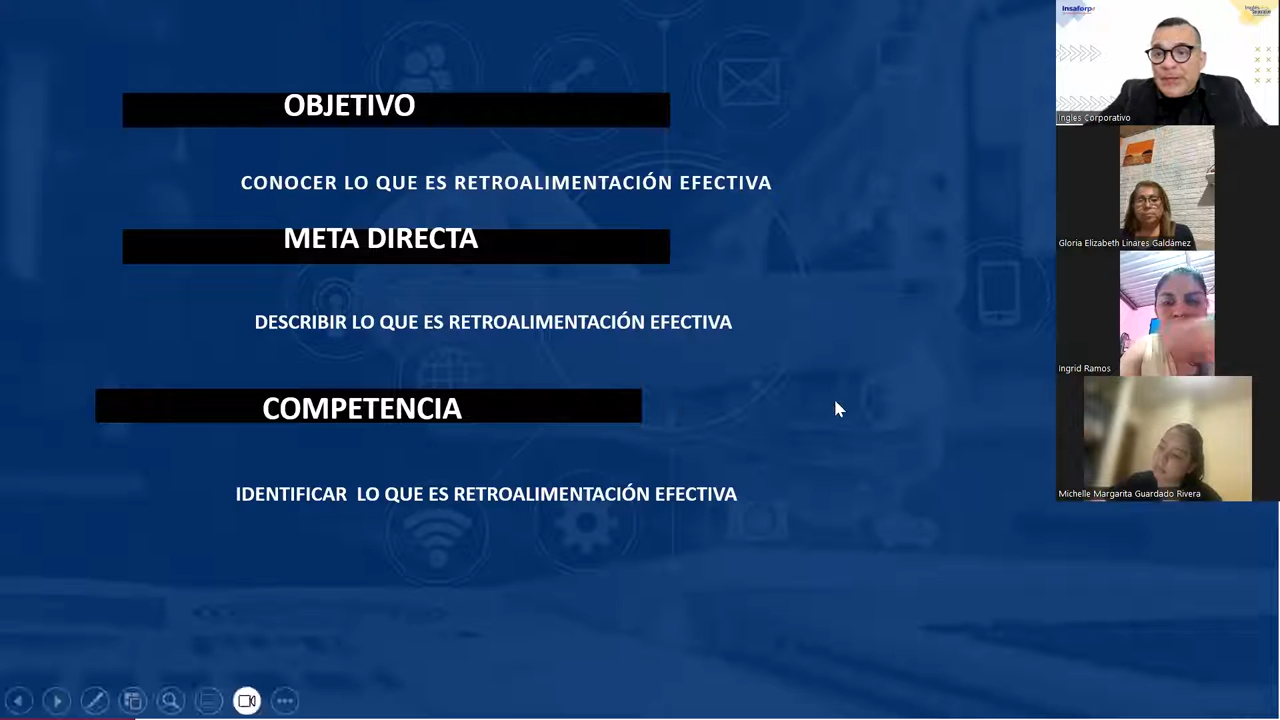 OBJETIVO
CONOCER LO QUE ES RETROALIMENTACIÓN EFECTIVA
META DIRECTA
DESCRIBIR LO QUE ES RETROALIMENTACIÓN EFECTIVA
COMPETENCIA
IDENTIFICAR LO QUE ES RETROALIMENTACIÓN EFECTIVA
Insaforp
Ingles Corporativo
Gloria Elizabeth Linares Galdámez
Ingrid Ramos
Michelle Margarita Guardado Rivera